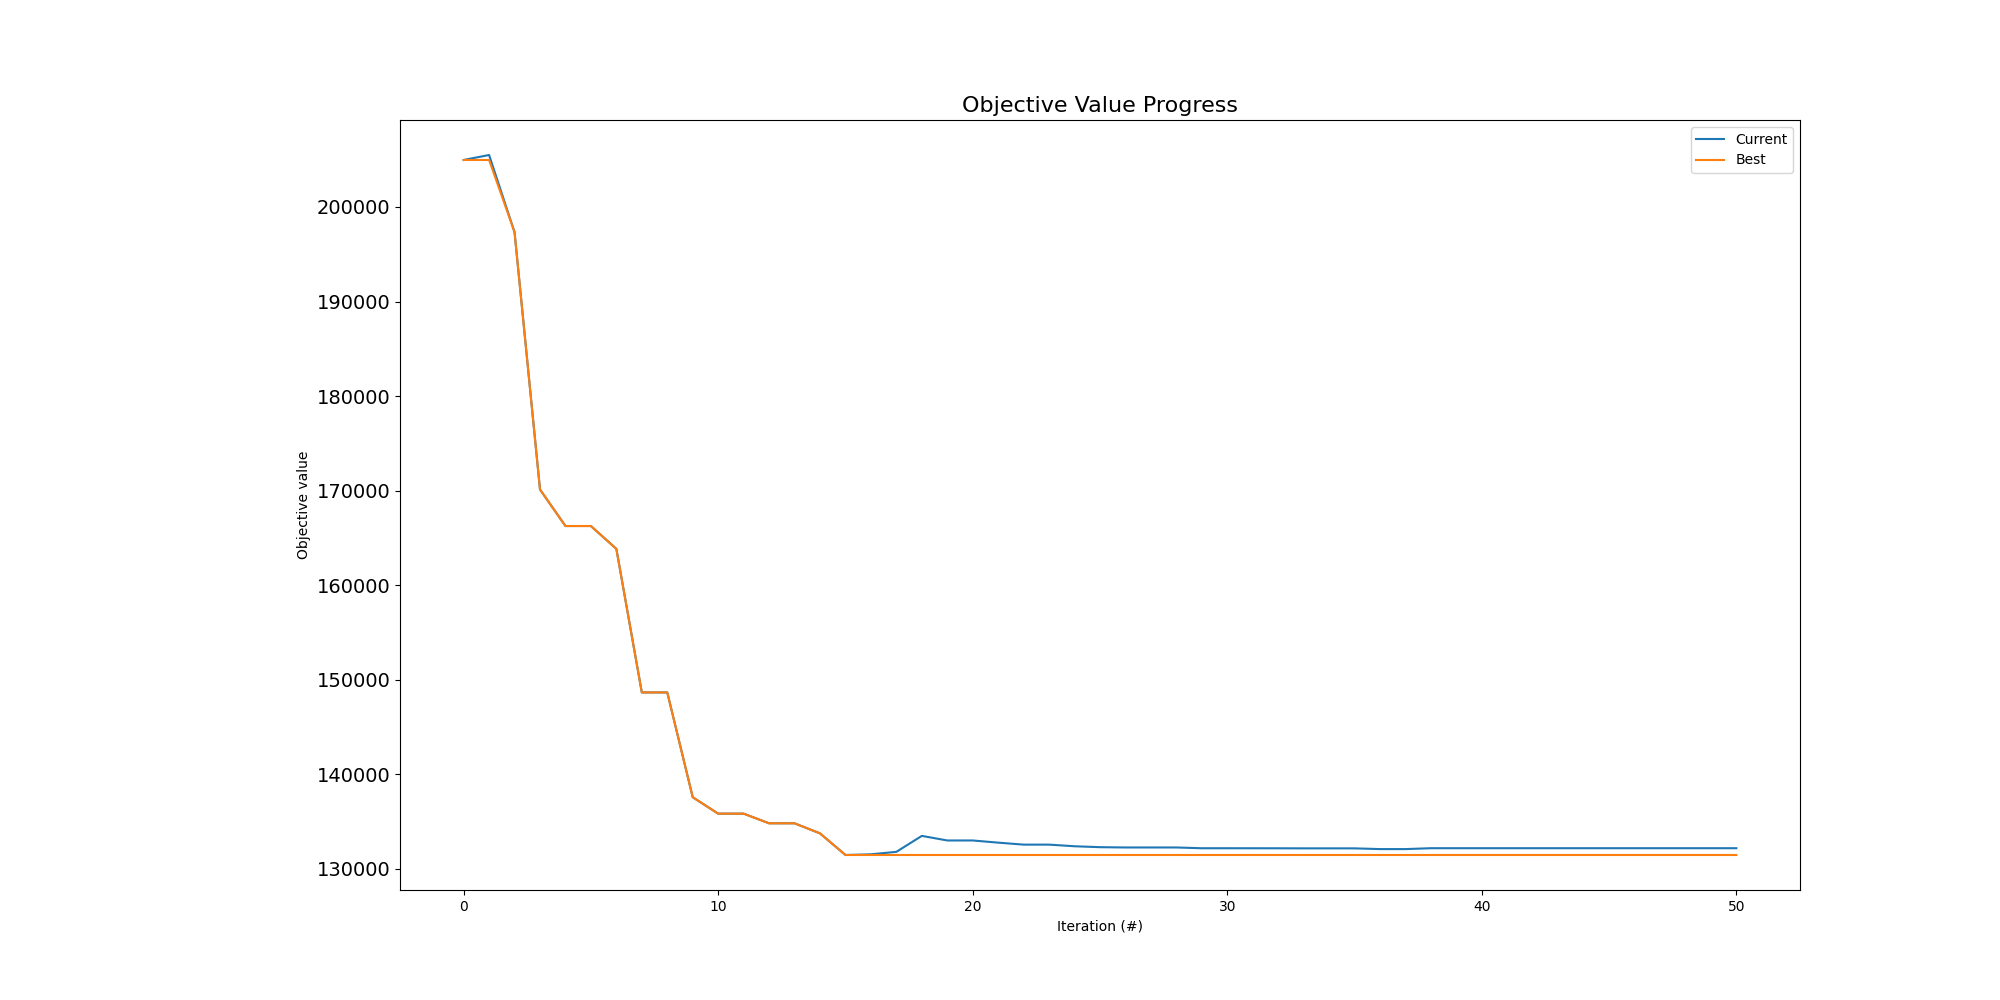 Objective Value Progress
Current
Best
200000
190000
180000
170000
160000
150000
140000
130000
Objective value
0 10 20 30 40 50
Iteration (#)